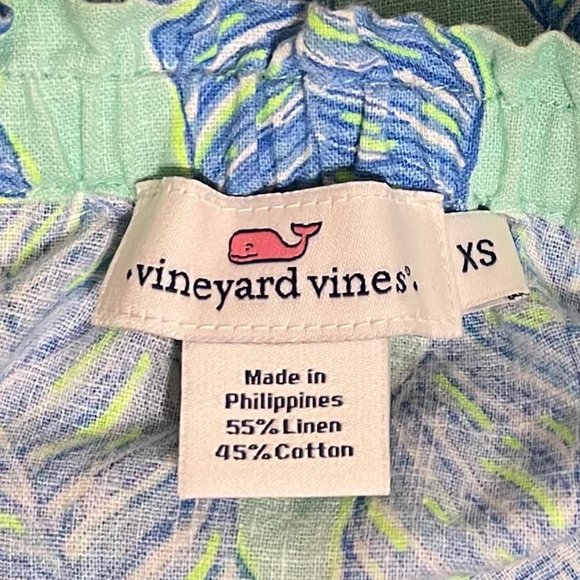 vineyard vines®
XS
Made in
Philippines
55% Linen
45% Cotton